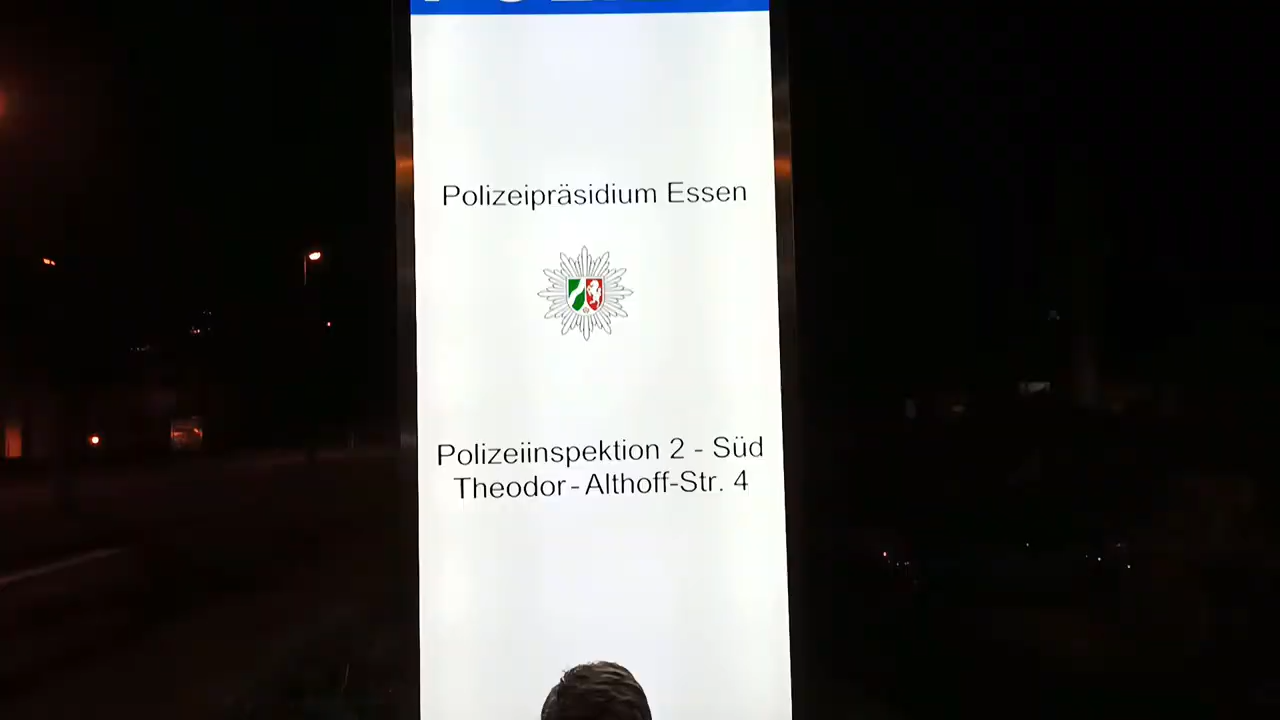 Polizeipräsidium Essen
Polizeiinspektion 2 - Süd
Theodor-Althoff-Str. 4